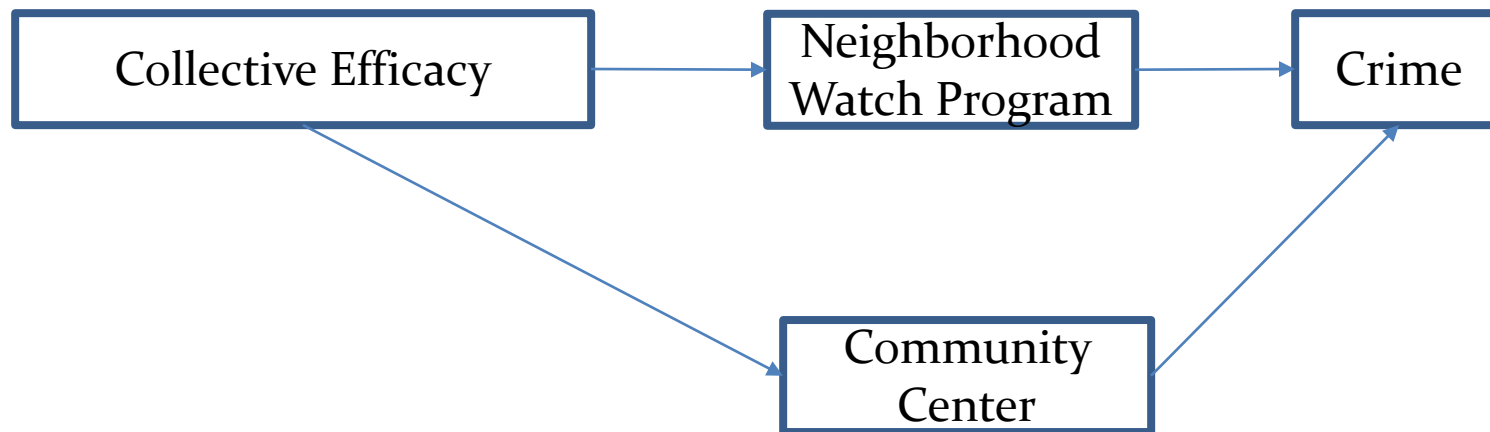 Collective Efficacy
Neighborhood
Watch Program
Crime
Community
Center